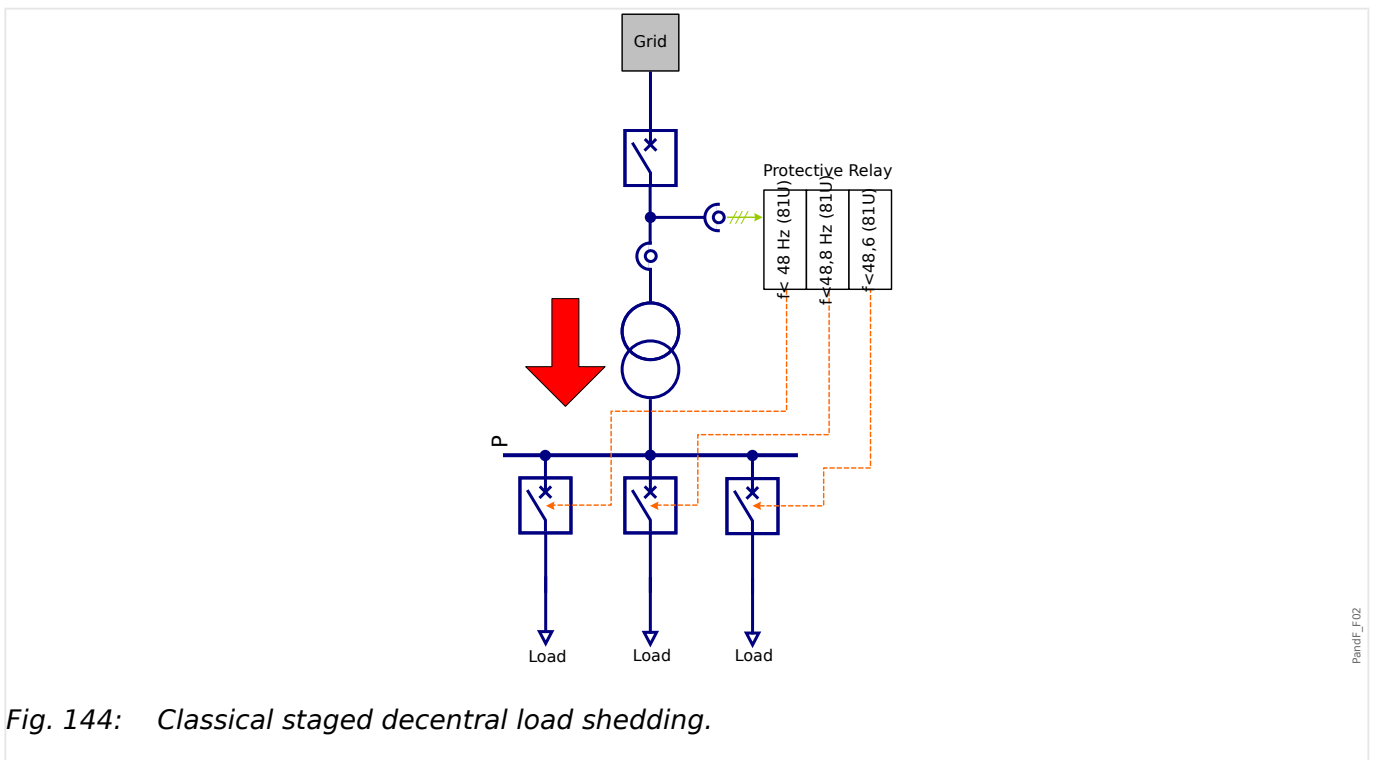 Grid
Protective Relay
f< 48 Hz (81U)
f<48,8 Hz (81U)
f<48,6 (81U)
P
Load
Load
Load
PandF_F02
Fig. 144: Classical staged decentral load shedding.